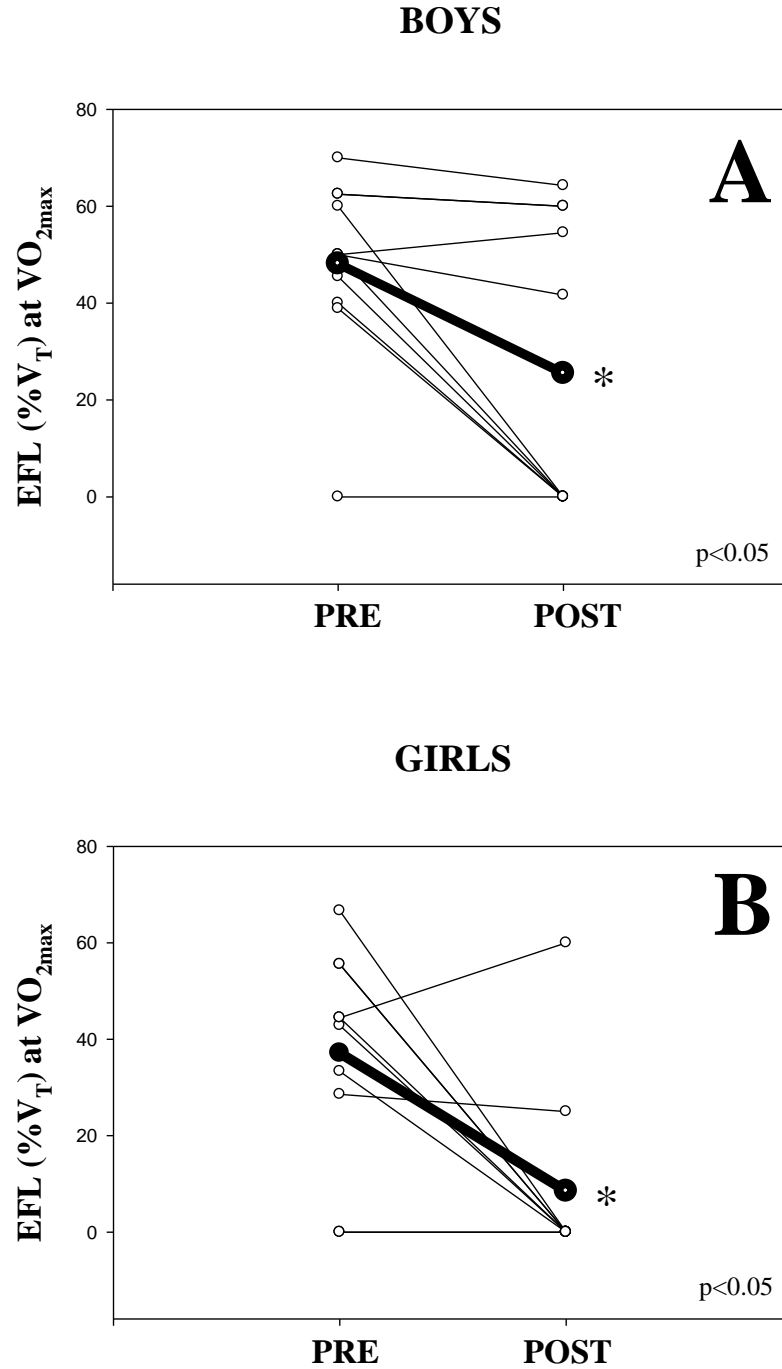 BOYS
A
EFL (%VT) at VO2max
80
60
40
20
0
*
p<0.05
PRE POST
GIRLS
B
EFL (%VT) at VO2max
80
60
40
20
0
*
p<0.05
PRE POST